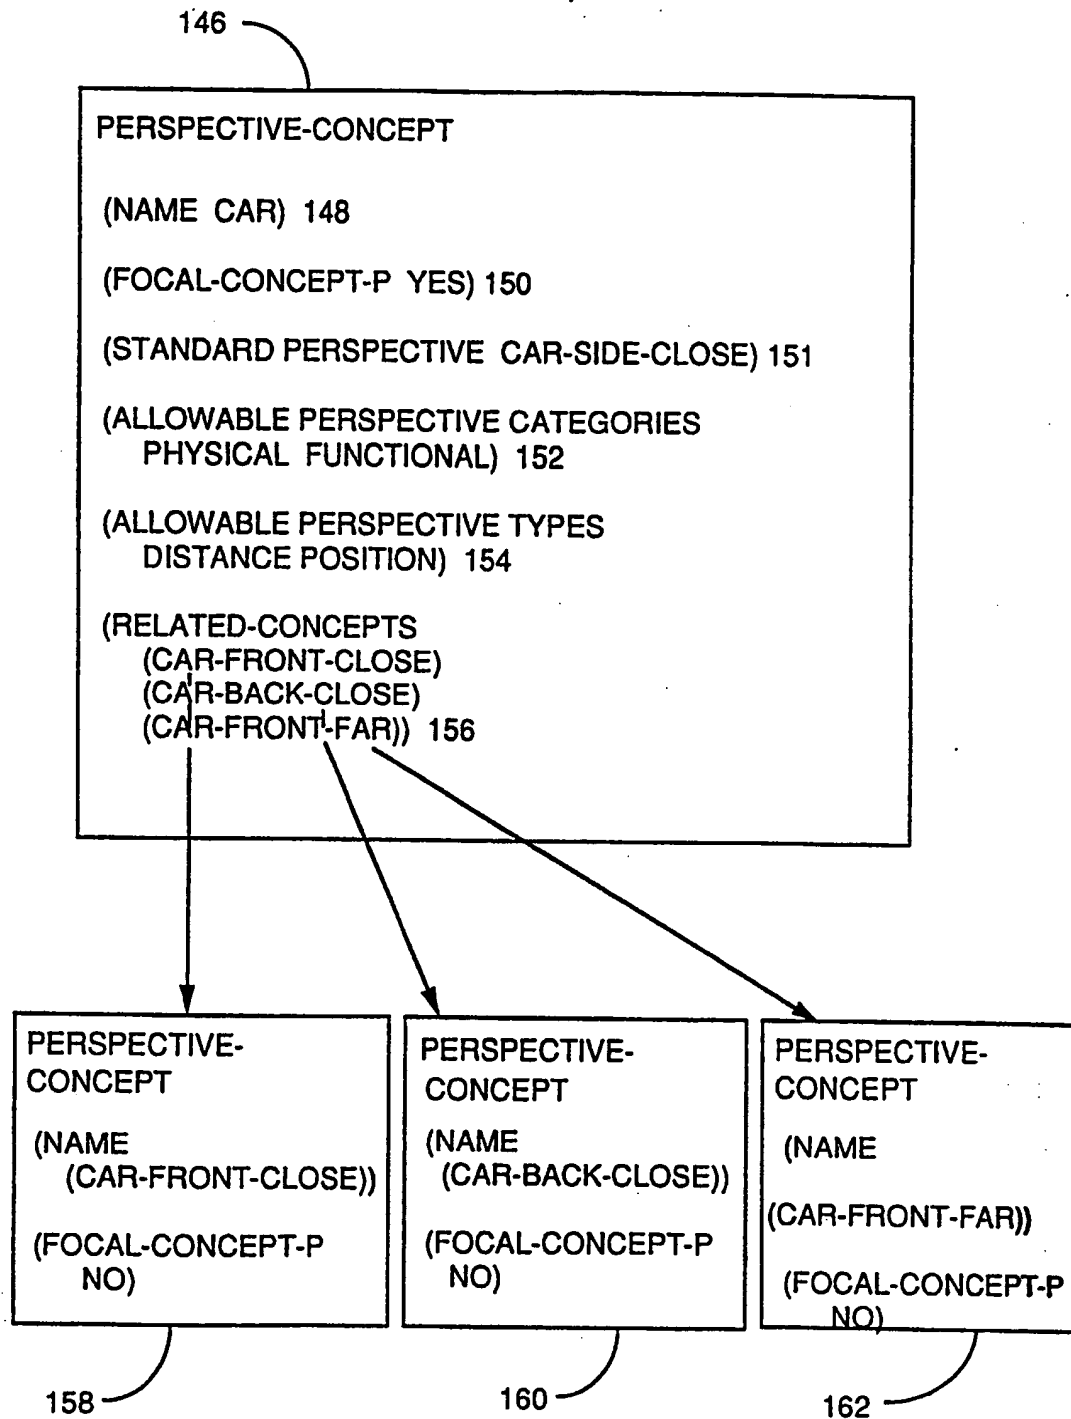 146
PERSPECTIVE-CONCEPT
(NAME CAR) 148
(FOCAL-CONCEPT-P YES) 150
(STANDARD PERSPECTIVE CAR-SIDE-CLOSE) 151
(ALLOWABLE PERSPECTIVE CATEGORIES
PHYSICAL FUNCTIONAL) 152
(ALLOWABLE PERSPECTIVE TYPES
DISTANCE POSITION) 154
(RELATED-CONCEPTS
(CAR-FRONT-CLOSE)
(CAR-BACK-CLOSE)
(CAR-FRONT-FAR)) 156
PERSPECTIVE-
CONCEPT
(NAME
(CAR-FRONT-CLOSE))
(FOCAL-CONCEPT-P
NO)
158
PERSPECTIVE-
CONCEPT
(NAME
(CAR-BACK-CLOSE))
(FOCAL-CONCEPT-P
NO)
160
PERSPECTIVE-
CONCEPT
(NAME
(CAR-FRONT-FAR))
(FOCAL-CONCEPT-P
NO)
162